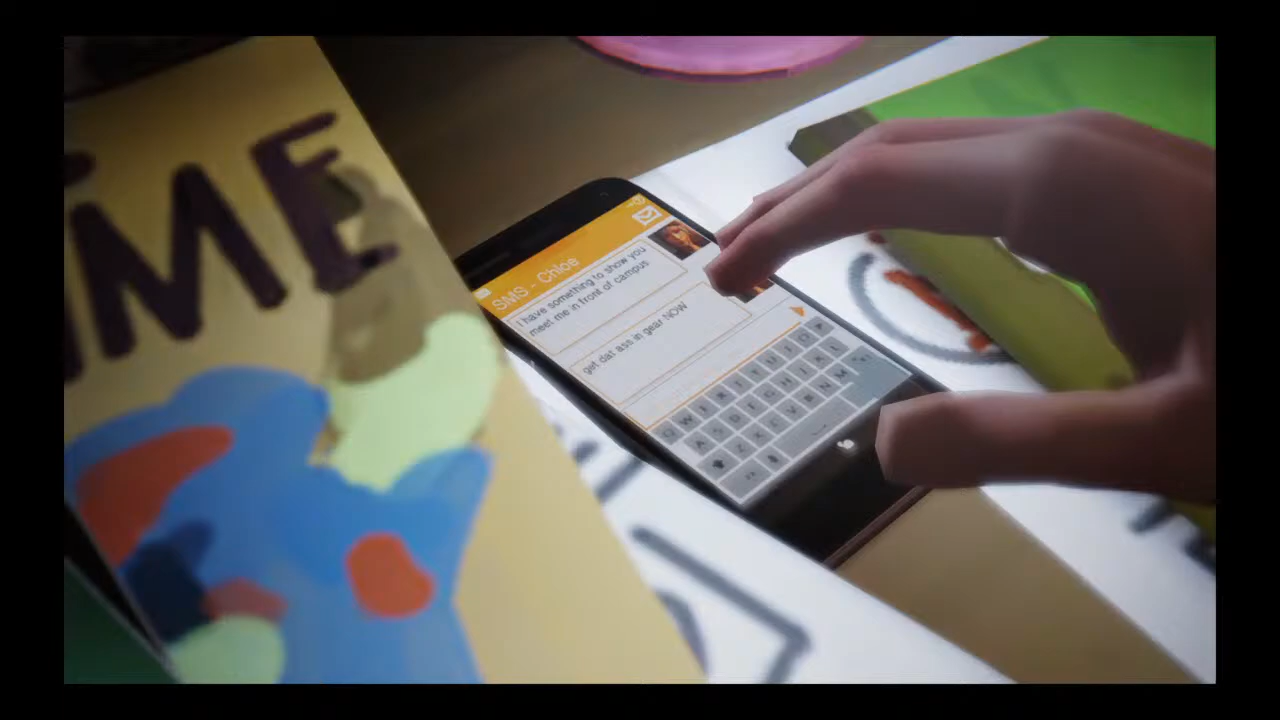 IME
SMS - Chloe
I have something to show you
meet me in front of campus
get dat ass in gear NOW
Q W E R T Y U I O P
A S D F G H J K L
Z X C V B N M